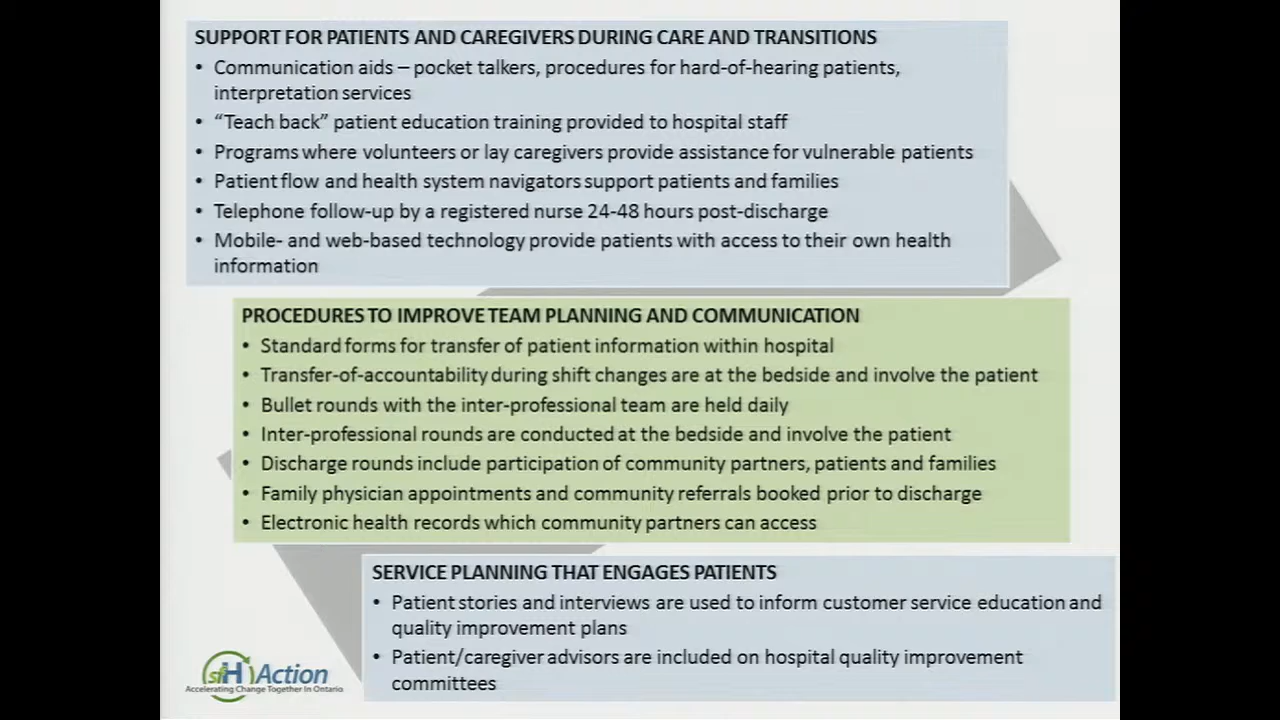 SUPPORT FOR PATIENTS AND CAREGIVERS DURING CARE AND TRANSITIONS
• Communication aids – pocket talkers, procedures for hard-of-hearing patients,
interpretation services
• “Teach back” patient education training provided to hospital staff
• Programs where volunteers or lay caregivers provide assistance for vulnerable patients
• Patient flow and health system navigators support patients and families
• Telephone follow-up by a registered nurse 24-48 hours post-discharge
• Mobile- and web-based technology provide patients with access to their own health
information
PROCEDURES TO IMPROVE TEAM PLANNING AND COMMUNICATION
• Standard forms for transfer of patient information within hospital
• Transfer-of-accountability during shift changes are at the bedside and involve the patient
• Bullet rounds with the inter-professional team are held daily
• Inter-professional rounds are conducted at the bedside and involve the patient
• Discharge rounds include participation of community partners, patients and families
• Family physician appointments and community referrals booked prior to discharge
• Electronic health records which community partners can access
SERVICE PLANNING THAT ENGAGES PATIENTS
• Patient stories and interviews are used to inform customer service education and
quality improvement plans
• Patient/caregiver advisors are included on hospital quality improvement
committees
sfH Action
Accelerating Change Together In Ontario